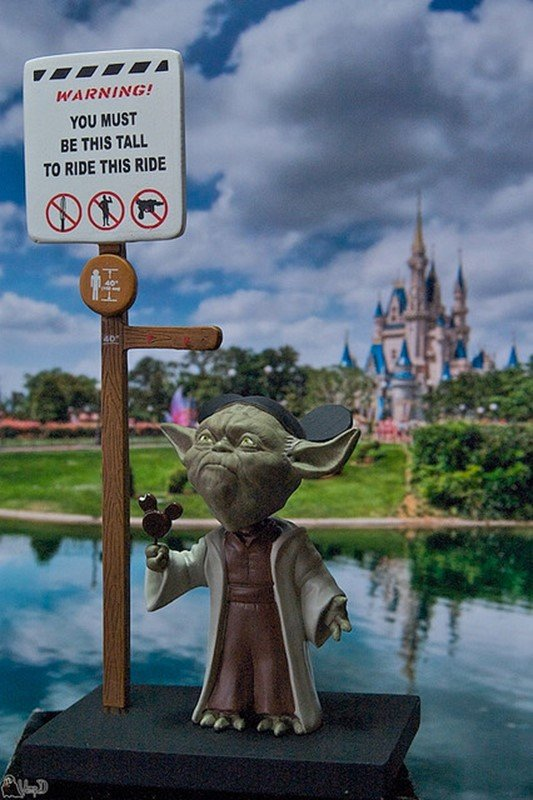 WARNING!
YOU MUST
BE THIS TALL
TO RIDE THIS RIDE
40"
40"